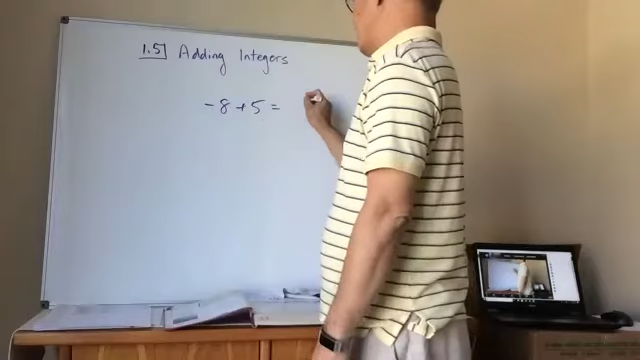 1.5 Adding Integers
-8 + 5 =